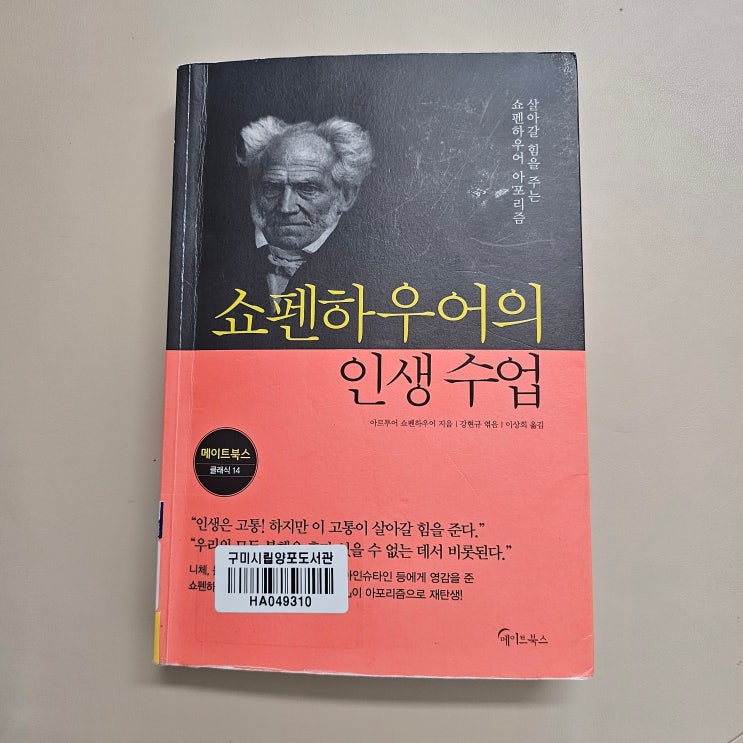 살아갈 힘을 주는
쇼펜하우어 아포리즘
쇼펜하우어의
인생 수업
아르투어 쇼펜하우어 지음 | 강현규 엮음 | 이상희 옮김
메이트북스
클래식 14
“인생은 고통! 하지만 이 고통이 살아갈 힘을 준다.”
“우리의 모든 불행은 있을 수 없는 데서 비롯된다.”
니체, 아인슈타인 등에게 영감을 준
쇼펜하 이 아포리즘으로 재탄생!
구미시립양포도서관
HA049310
메이트북스